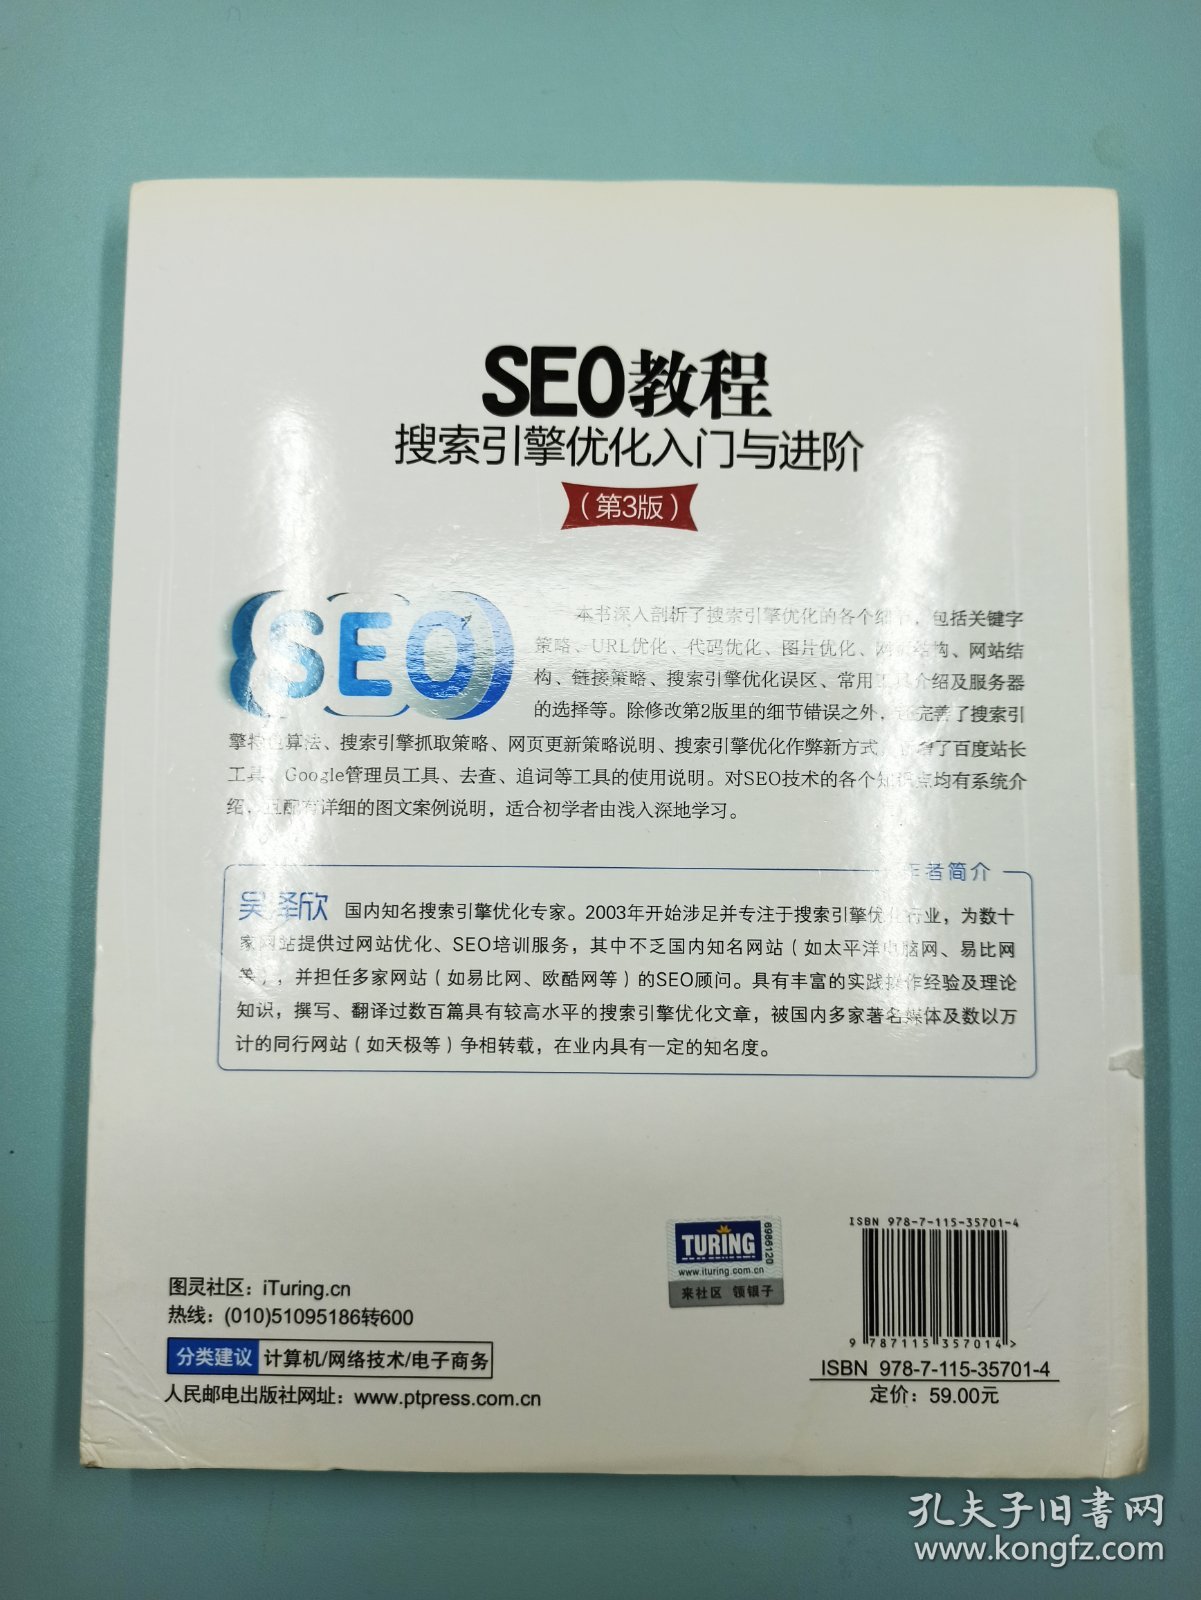 SEO教程
搜索引擎优化入门与进阶
（第3版）
SEO
本书深入剖析了搜索引擎优化的各个细节，包括关键字
策略、URL优化、代码优化、图片优化、网页结构、网站结
构、链接策略、搜索引擎优化误区、常用工具介绍及服务器
的选择等。除修改第2版里的细节错误之外，还完善了搜索引
擎特色算法、搜索引擎抓取策略、网页更新策略说明、搜索引擎优化作弊新方式，了百度站长
工具、Google管理员工具、去查、追词等工具的使用说明。对SEO技术的各个知识点均有系统介
绍，且配有详细的图文案例说明，适合初学者由浅入深地学习。
作者简介
吴泽欣 国内知名搜索引擎优化专家。2003年开始涉足并专注于搜索引擎优化行业，为数十
家网站提供过网站优化、SEO培训服务，其中不乏国内知名网站（如太平洋电脑网、易比网
等），并担任多家网站（如易比网、欧酷网等）的SEO顾问。具有丰富的实践操作经验及理论
知识，撰写、翻译过数百篇具有较高水平的搜索引擎优化文章，被国内多家著名媒体及数以万
计的同行网站（如天极等）争相转载，在业内具有一定的知名度。
图灵社区：iTuring.cn
热线：(010)51095186转600
分类建议 计算机/网络技术/电子商务
人民邮电出版社网址：www.ptpress.com.cn
TURING
www.ituring.com.cn
来社区 领银子
6986120
ISBN 978-7-115-35701-4
9 787115 357014 >
ISBN 978-7-115-35701-4
定价：59.00元
孔夫子旧书网
www.kongfz.com